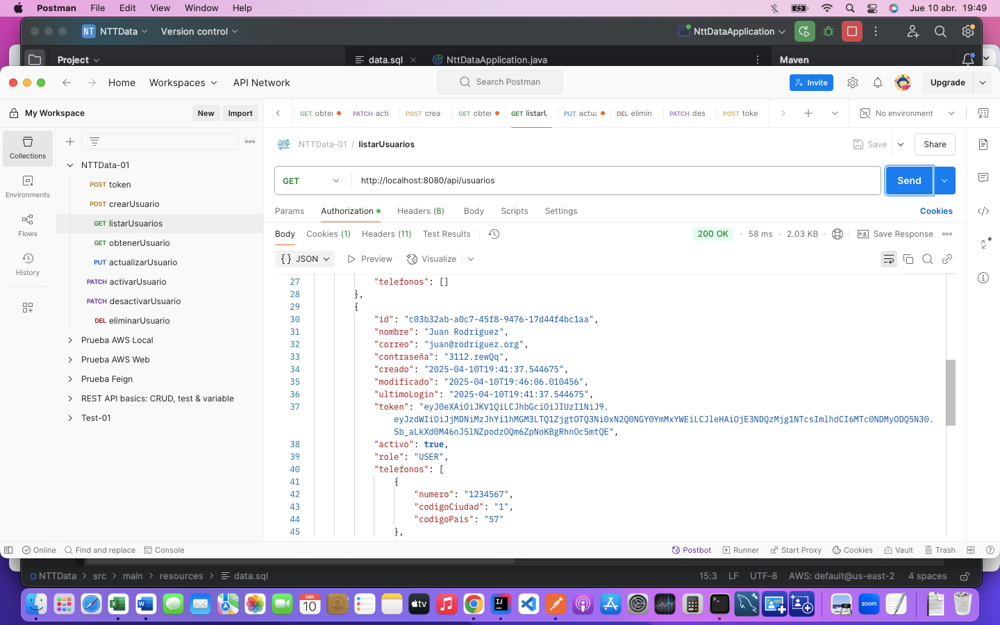 Postman File Edit View Window Help Jue 10 abr. 19:49
NT NTTData Version control NttDataApplication
Project data.sql NttDataApplication.java Maven
Home Workspaces API Network Search Postman Invite Upgrade
My Workspace New Import GET obter PATCH acti POST crea GET obter GET listarU PUT actua DEL elimin PATCH des POST toke No environment
Collections
Environments
Flows
History
NTTData-01
POST token
POST crearUsuario
GET listarUsuarios
GET obtenerUsuario
PUT actualizarUsuario
PATCH activarUsuario
PATCH desactivarUsuario
DEL eliminarUsuario
Prueba AWS Local
Prueba AWS Web
Prueba Feign
REST API basics: CRUD, test & variable
Test-01
HTTP NTTData-01 / listarUsuarios Save Share
GET http://localhost:8080/api/usuarios Send
Params Authorization Headers (8) Body Scripts Settings Cookies
Body Cookies (1) Headers (11) Test Results 200 OK 58 ms 2.03 KB e.g. Save Response
{} JSON Preview Visualize
27 "telefonos": []
28 },
29 {
30 "id": "c03b32ab-a0c7-45f8-9476-17d44f4bc1aa",
31 "nombre": "Juan Rodriguez",
32 "correo": "juan@rodriguez.org",
33 "contraseña": "3112.rewQq",
34 "creado": "2025-04-10T19:41:37.544675",
35 "modificado": "2025-04-10T19:46:06.010456",
36 "ultimoLogin": "2025-04-10T19:41:37.544675",
37 "token": "eyJ0eXAiOiJKV1QiLCJhbGciOiJIUzI1NiJ9.
eyJzdWIiOiJjMDNiMzJhYi1hMGM3LTQ1ZjgtOTQ3Ni0xN2Q0NGY0YmMxYWEiLCJleHAiOjE3NDQzMjg1NTcsImlhdCI6MTc0NDMyODQ5N30.
Sb_aLkXd0M46nJ5lNZpodzOQm6ZpNoKBgRhnOc5mtQE",
38 "activo": true,
39 "role": "USER",
40 "telefonos": [
41 {
42 "numero": "1234567",
43 "codigoCiudad": "1",
44 "codigoPais": "57"
45 },
Online Find and replace Console Postbot Runner Start Proxy Cookies Vault Trash
NTTData > src > main > resources > data.sql 15:3 LF UTF-8 AWS: default@us-east-2 4 spaces
ABR.
10
tv
zoom